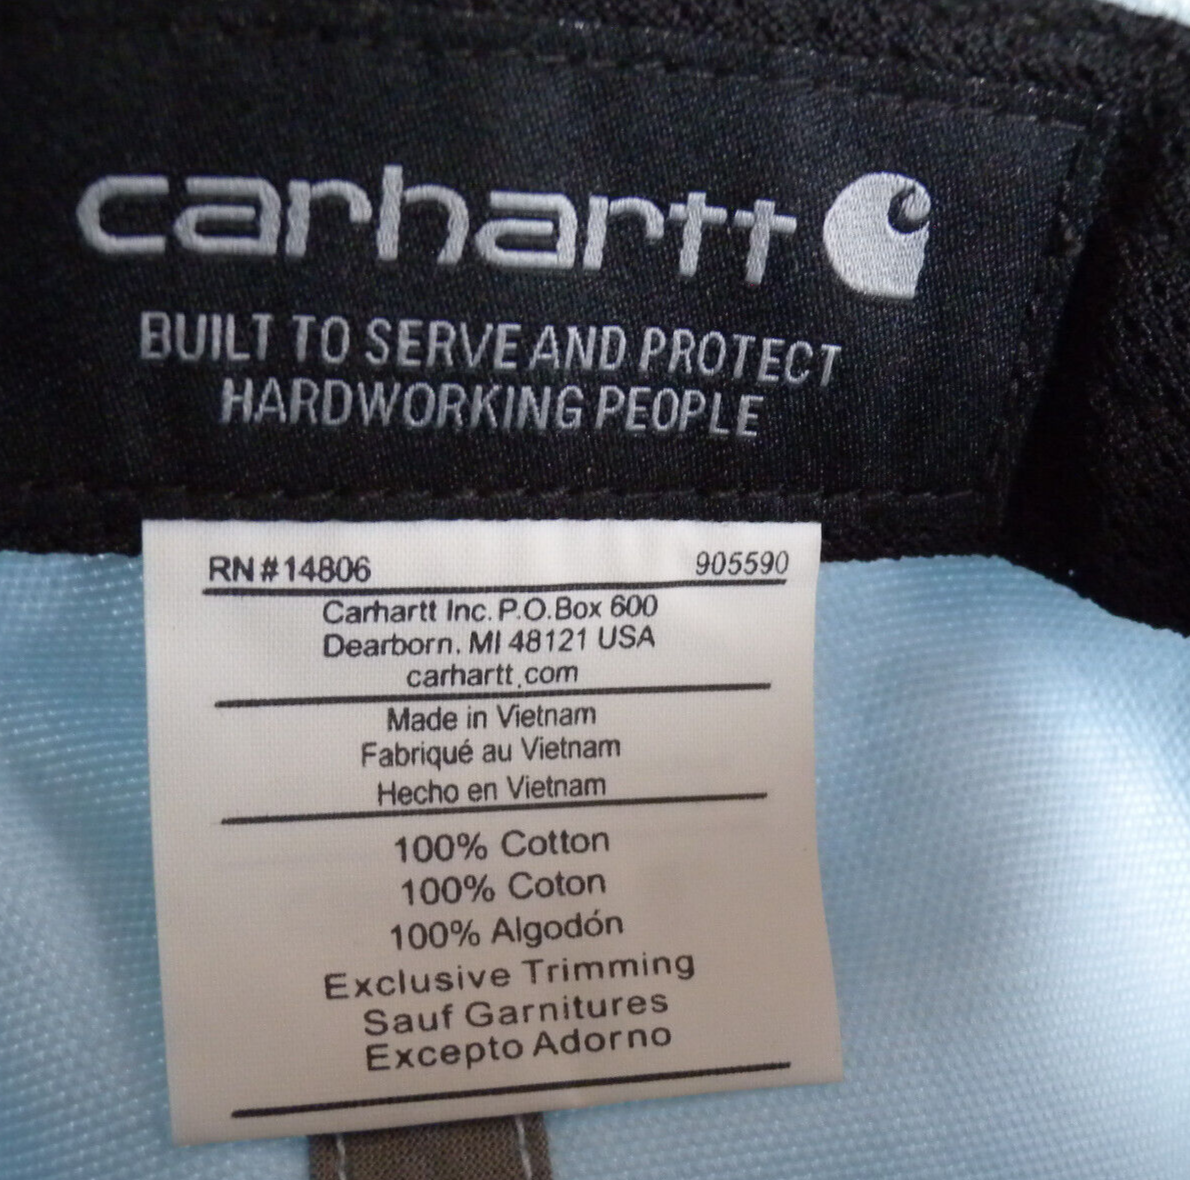 carhartt
BUILT TO SERVE AND PROTECT
HARDWORKING PEOPLE
RN#14806 905590
Carhartt Inc. P.O.Box 600
Dearborn, MI 48121 USA
carhartt.com
Made in Vietnam
Fabriqué au Vietnam
Hecho en Vietnam
100% Cotton
100% Coton
100% Algodón
Exclusive Trimming
Sauf Garnitures
Excepto Adorno